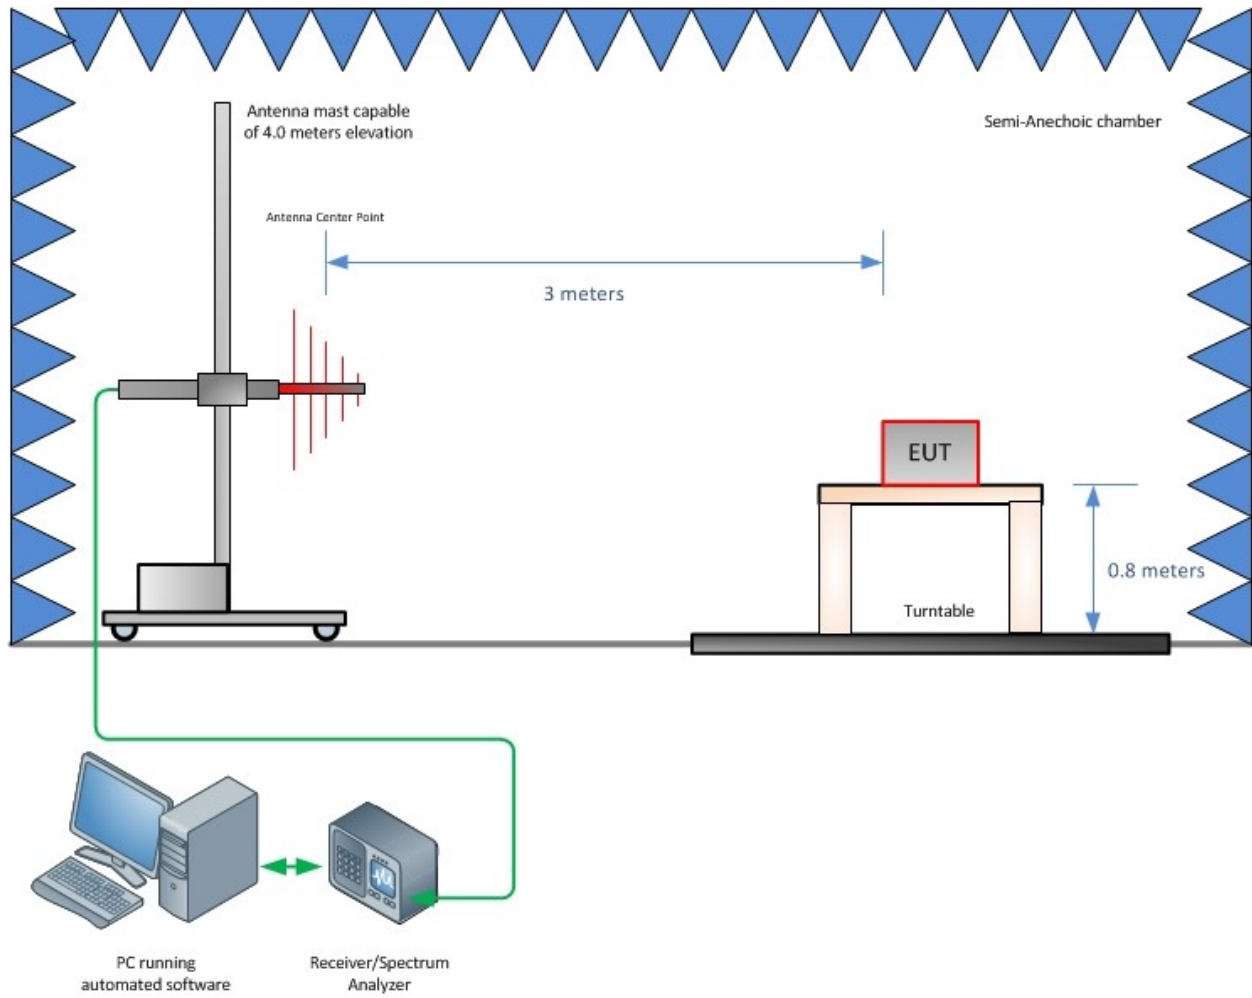 Antenna mast capable
of 4.0 meters elevation
Semi-Anechoic chamber
Antenna Center Point
3 meters
EUT
0.8 meters
Turntable
PC running
automated software
Receiver/Spectrum
Analyzer